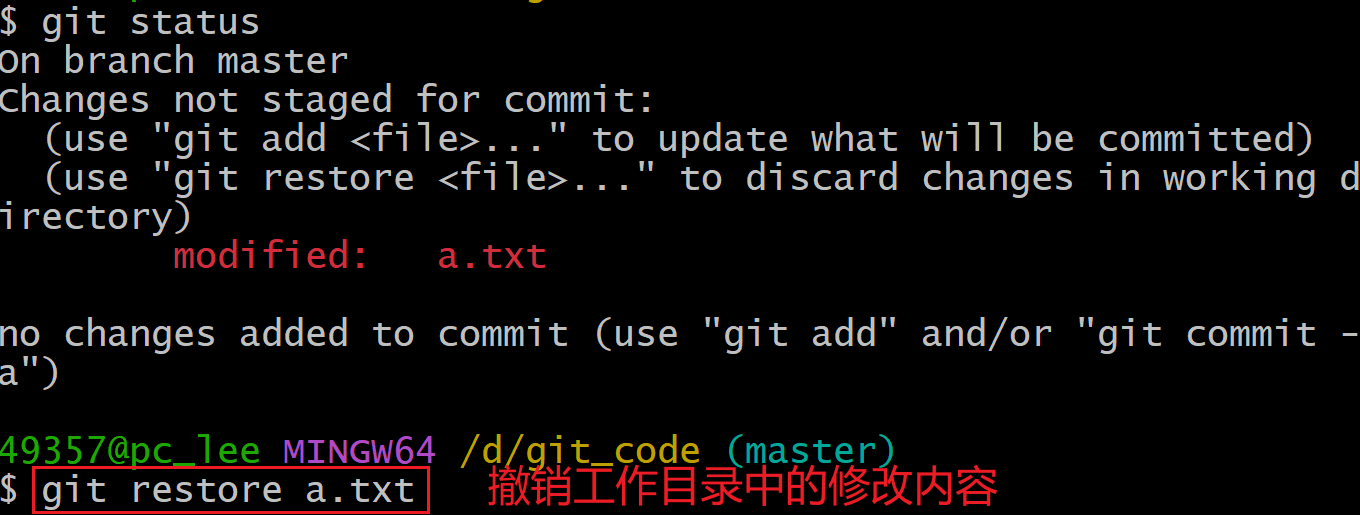 $ git status
On branch master
Changes not staged for commit:
  (use "git add <file>..." to update what will be committed)
  (use "git restore <file>..." to discard changes in working d
irectory)
        modified:   a.txt
no changes added to commit (use "git add" and/or "git commit -
a")
49357@pc_lee MINGW64 /d/git_code (master)
$ git restore a.txt 撤销工作目录中的修改内容